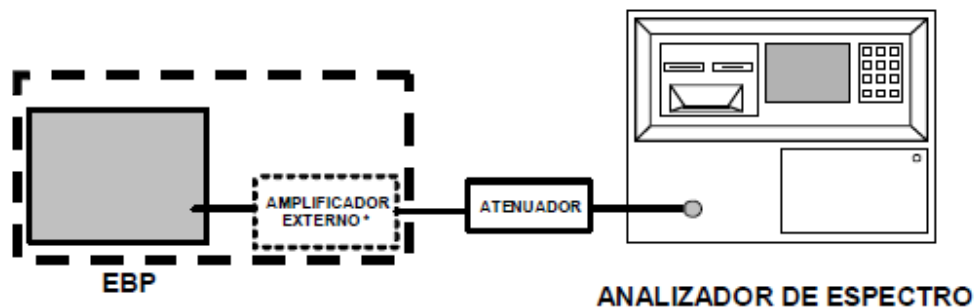 AMPLIFICADOR
EXTERNO*
ATENUADOR
EBP
ANALIZADOR DE ESPECTRO